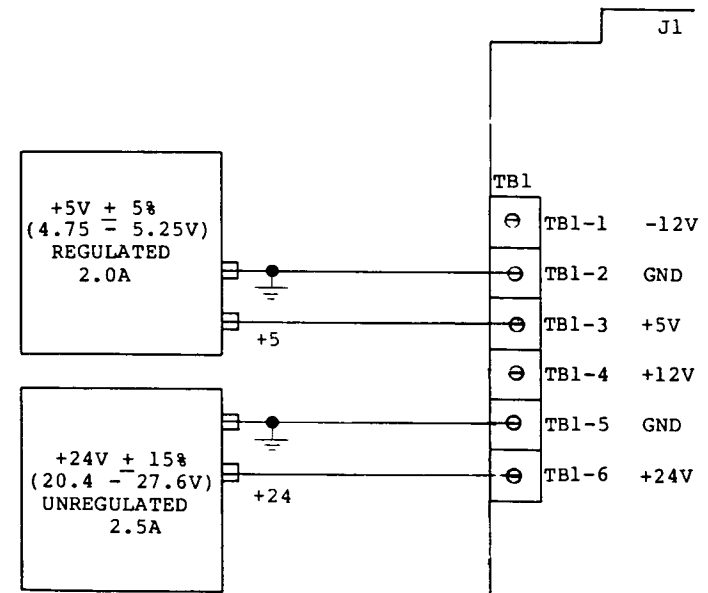 J1
TB1
TB1-1 -12V
TB1-2 GND
TB1-3 +5V
TB1-4 +12V
TB1-5 GND
TB1-6 +24V
+5V ± 5%
(4.75 - 5.25V)
REGULATED
2.0A
+5
+24V ± 15%
(20.4 - 27.6V)
UNREGULATED
2.5A
+24